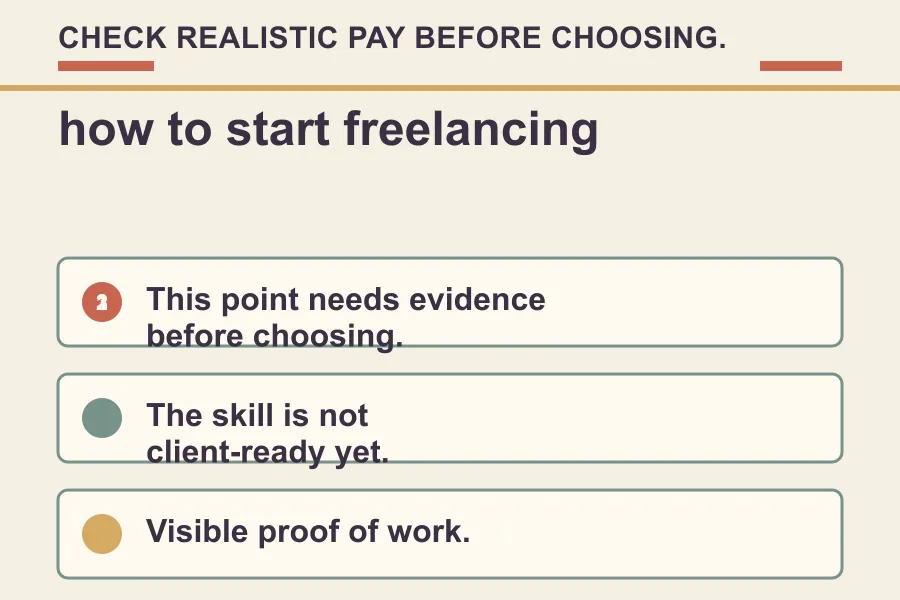 CHECK REALISTIC PAY BEFORE CHOOSING.
how to start freelancing
This point needs evidence
before choosing.
The skill is not
client-ready yet.
Visible proof of work.